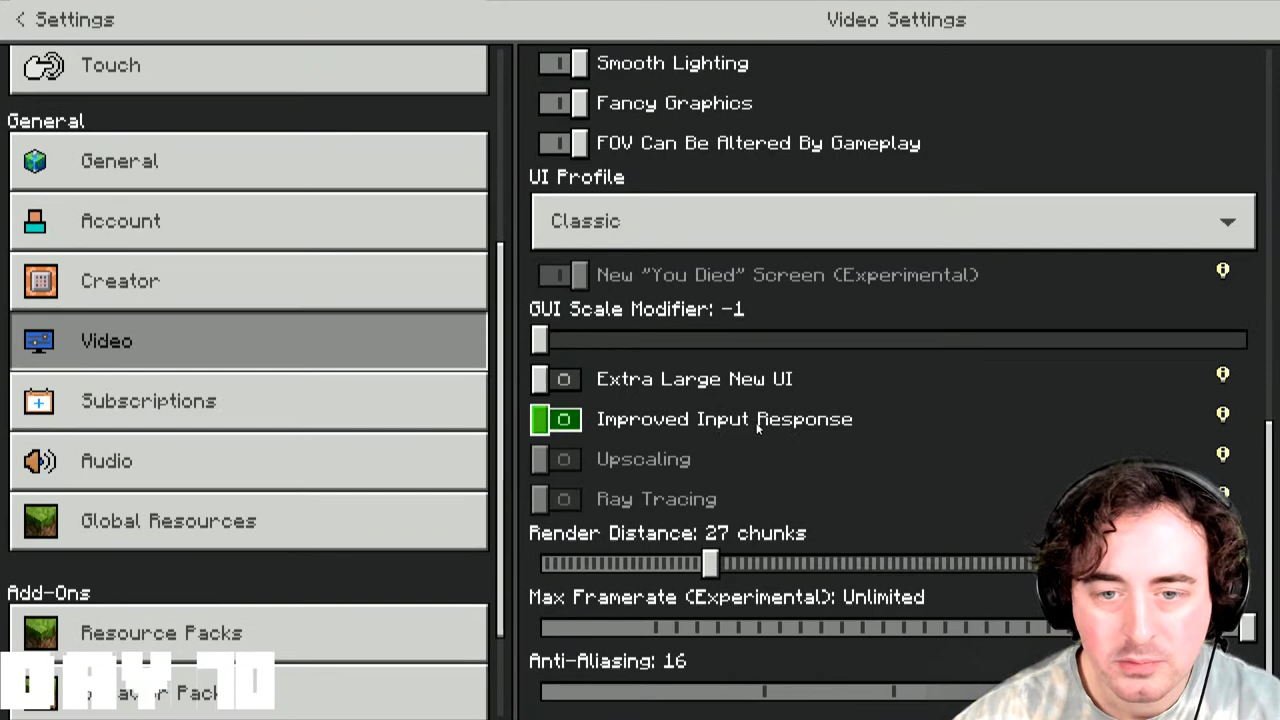 Settings
Video Settings
Touch
General
General
Account
Creator
Video
Subscriptions
Audio
Global Resources
Add-Ons
Resource Packs
Pack
DAY 70
Smooth Lighting
Fancy Graphics
FOV Can Be Altered By Gameplay
UI Profile
Classic
New "You Died" Screen (Experimental)
GUI Scale Modifier: -1
Extra Large New UI
Improved Input Response
Upscaling
Ray Tracing
Render Distance: 27 chunks
Max Framerate (Experimental): Unlimited
Anti-Aliasing: 16